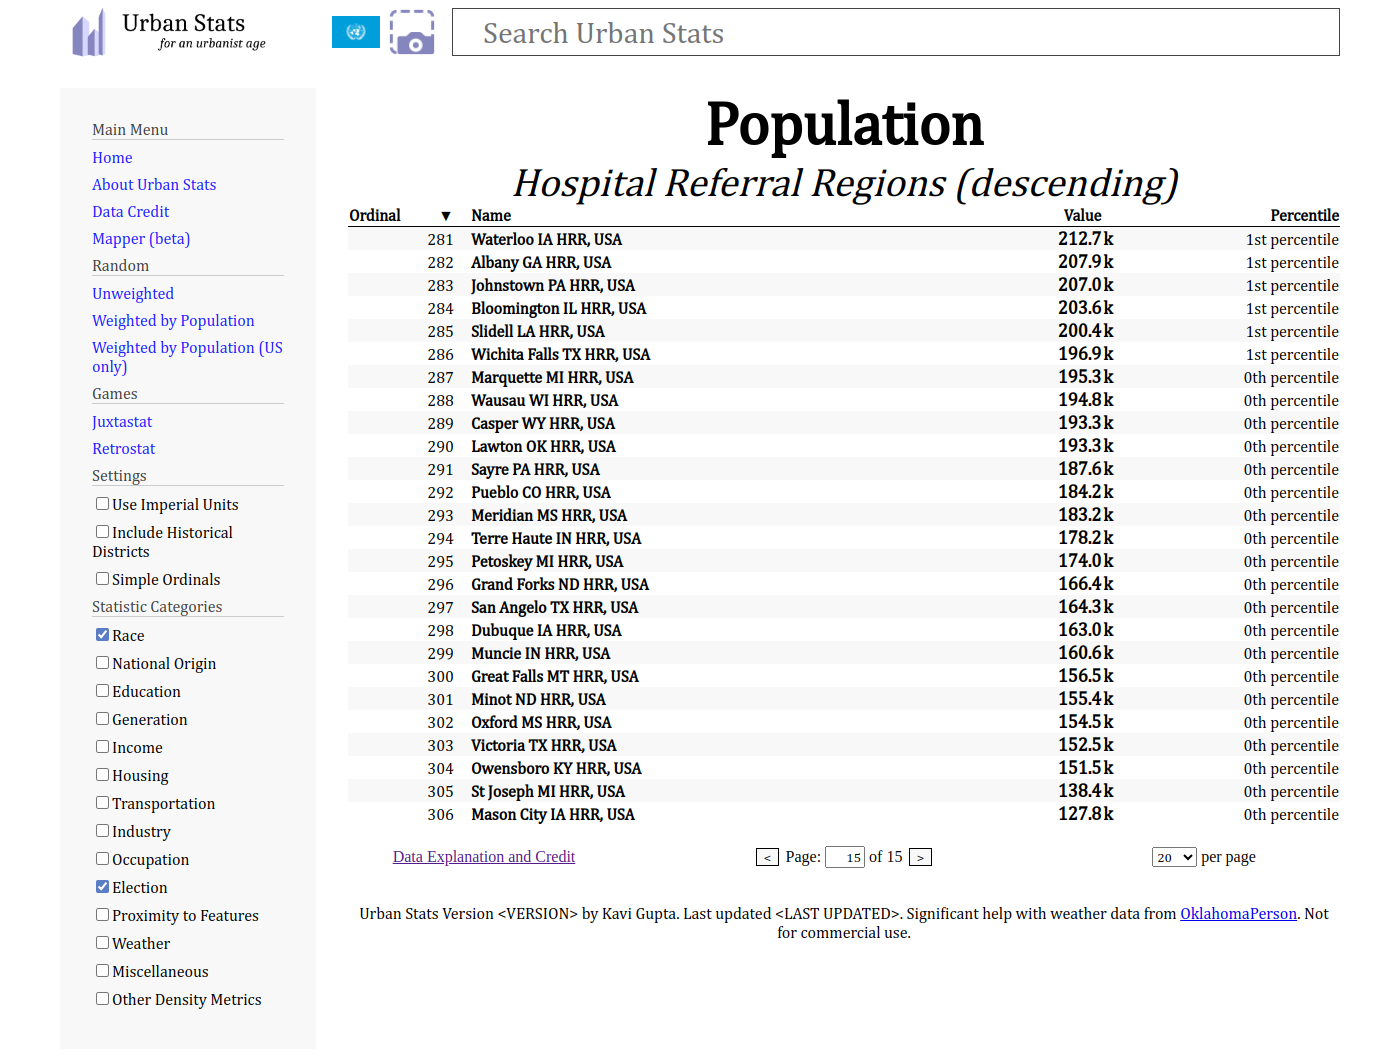 Urban Stats
for an urbanist age
Search Urban Stats
Main Menu
Home
About Urban Stats
Data Credit
Mapper (beta)
Random
Unweighted
Weighted by Population
Weighted by Population (US
only)
Games
Juxtastat
Retrostat
Settings
Use Imperial Units
Include Historical
Districts
Simple Ordinals
Statistic Categories
Race
National Origin
Education
Generation
Income
Housing
Transportation
Industry
Occupation
Election
Proximity to Features
Weather
Miscellaneous
Other Density Metrics
Population
Hospital Referral Regions (descending)
Ordinal ▼ Name Value Percentile
281 Waterloo IA HRR, USA 212.7k 1st percentile
282 Albany GA HRR, USA 207.9k 1st percentile
283 Johnstown PA HRR, USA 207.0k 1st percentile
284 Bloomington IL HRR, USA 203.6k 1st percentile
285 Slidell LA HRR, USA 200.4k 1st percentile
286 Wichita Falls TX HRR, USA 196.9k 1st percentile
287 Marquette MI HRR, USA 195.3k 0th percentile
288 Wausau WI HRR, USA 194.8k 0th percentile
289 Casper WY HRR, USA 193.3k 0th percentile
290 Lawton OK HRR, USA 193.3k 0th percentile
291 Sayre PA HRR, USA 187.6k 0th percentile
292 Pueblo CO HRR, USA 184.2k 0th percentile
293 Meridian MS HRR, USA 183.2k 0th percentile
294 Terre Haute IN HRR, USA 178.2k 0th percentile
295 Petoskey MI HRR, USA 174.0k 0th percentile
296 Grand Forks ND HRR, USA 166.4k 0th percentile
297 San Angelo TX HRR, USA 164.3k 0th percentile
298 Dubuque IA HRR, USA 163.0k 0th percentile
299 Muncie IN HRR, USA 160.6k 0th percentile
300 Great Falls MT HRR, USA 156.5k 0th percentile
301 Minot ND HRR, USA 155.4k 0th percentile
302 Oxford MS HRR, USA 154.5k 0th percentile
303 Victoria TX HRR, USA 152.5k 0th percentile
304 Owensboro KY HRR, USA 151.5k 0th percentile
305 St Joseph MI HRR, USA 138.4k 0th percentile
306 Mason City IA HRR, USA 127.8k 0th percentile
Data Explanation and Credit < Page: 15 of 15 > 20 per page
Urban Stats Version <VERSION> by Kavi Gupta. Last updated <LAST UPDATED>. Significant help with weather data from OklahomaPerson. Not
for commercial use.